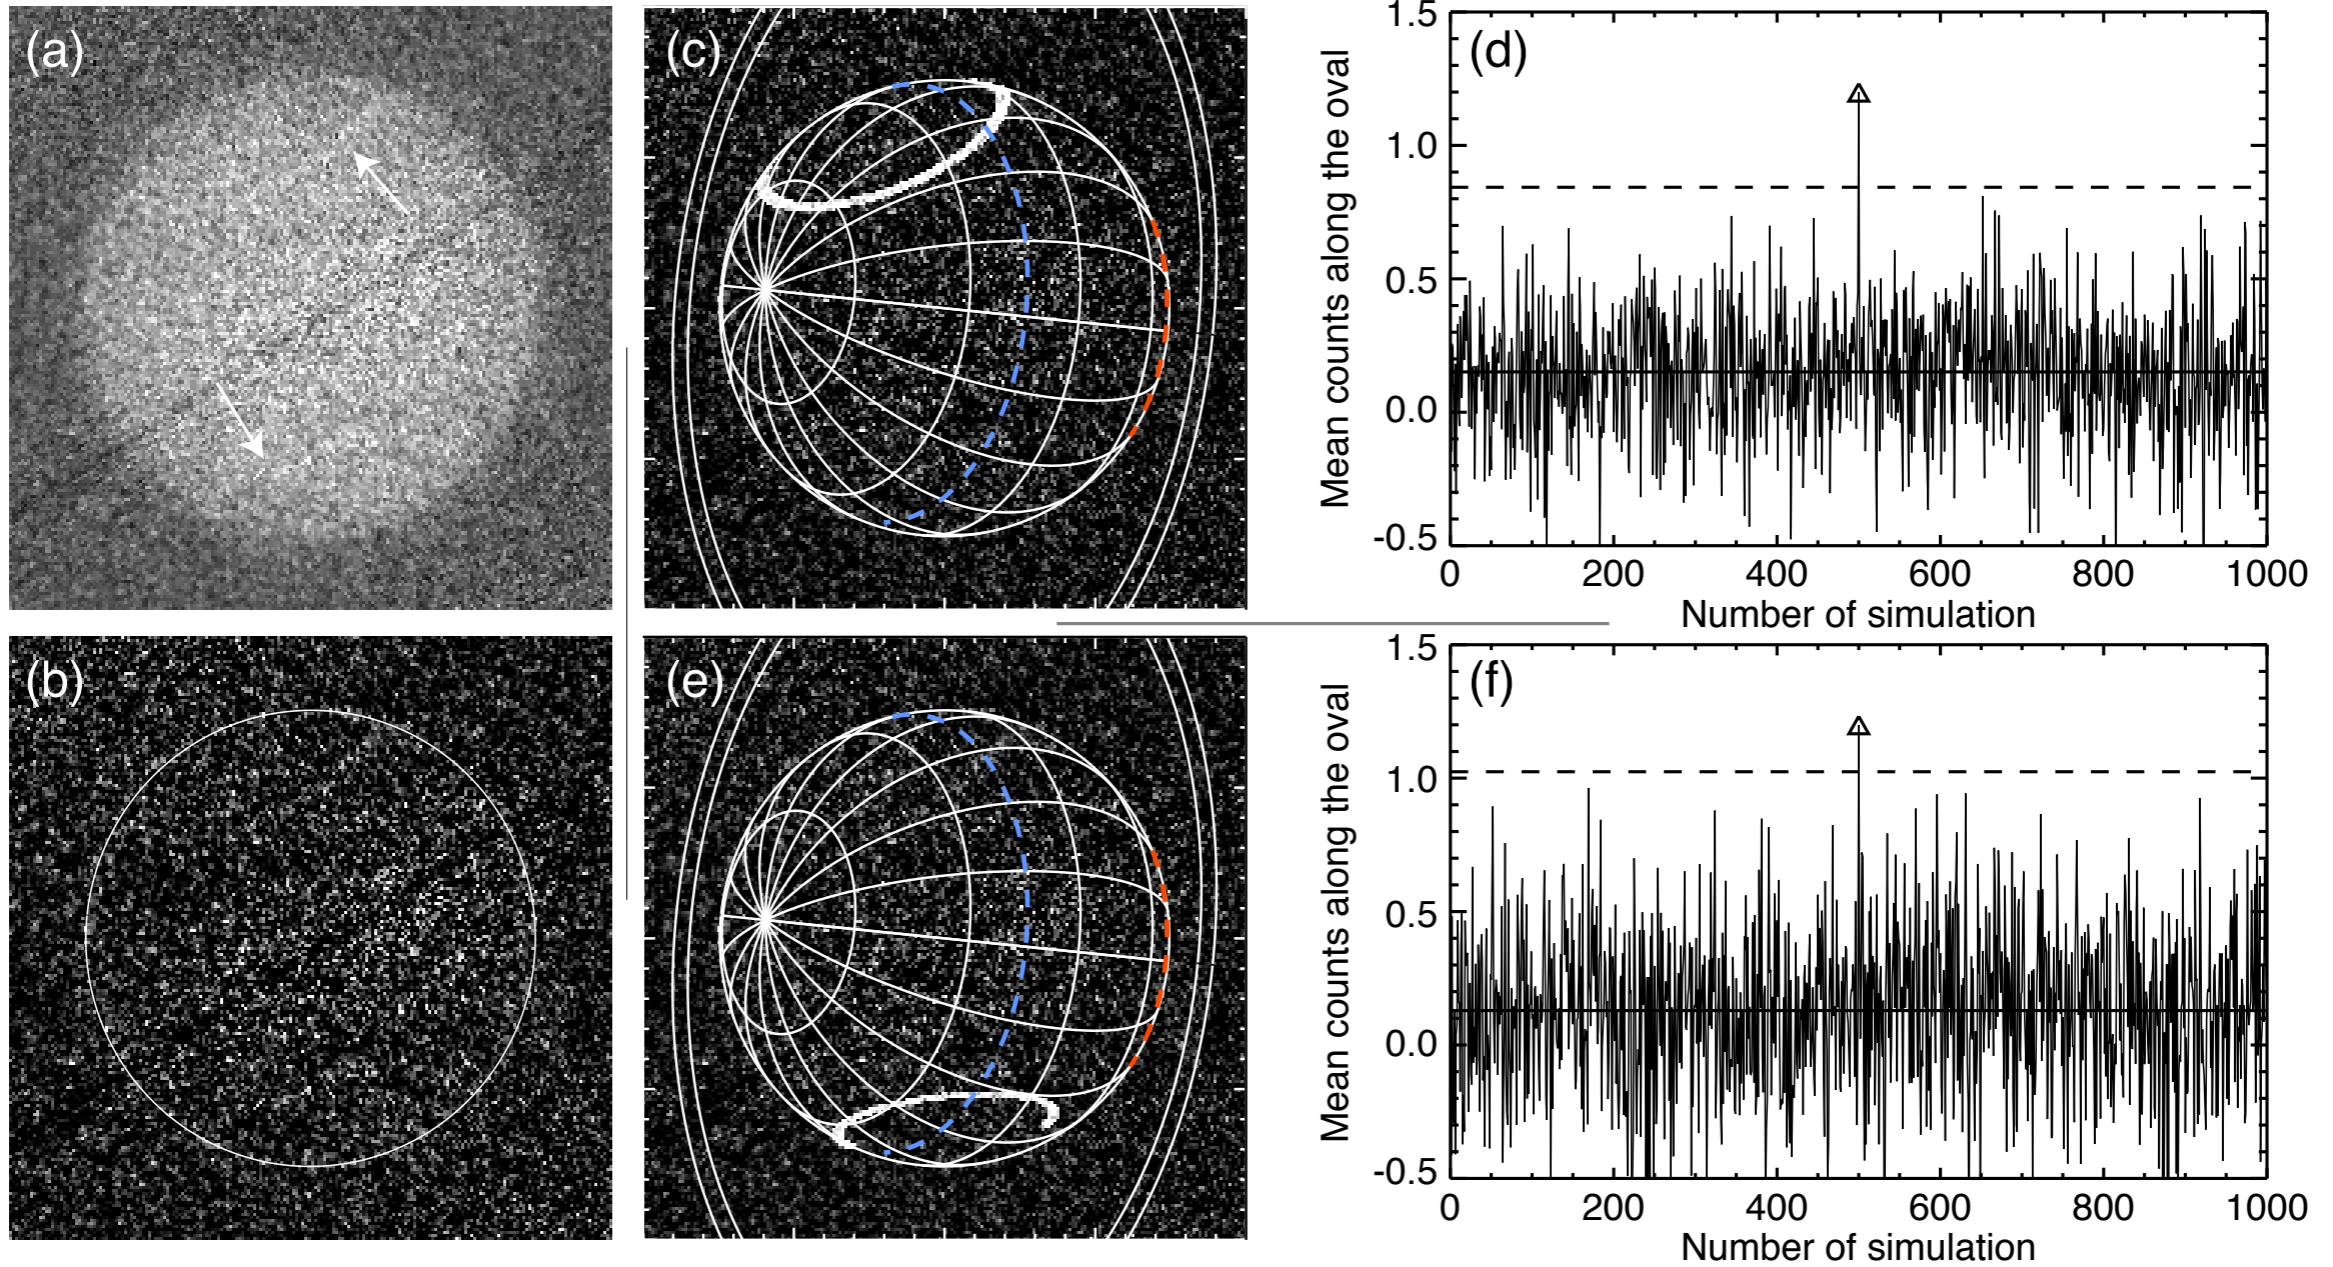 (a)
(b)
(c)
(e)
(d)
Mean counts along the oval
1.5
1.0
0.5
0.0
-0.5
0 200 400 600 800 1000
Number of simulation
(f)
Mean counts along the oval
1.5
1.0
0.5
0.0
-0.5
0 200 400 600 800 1000
Number of simulation